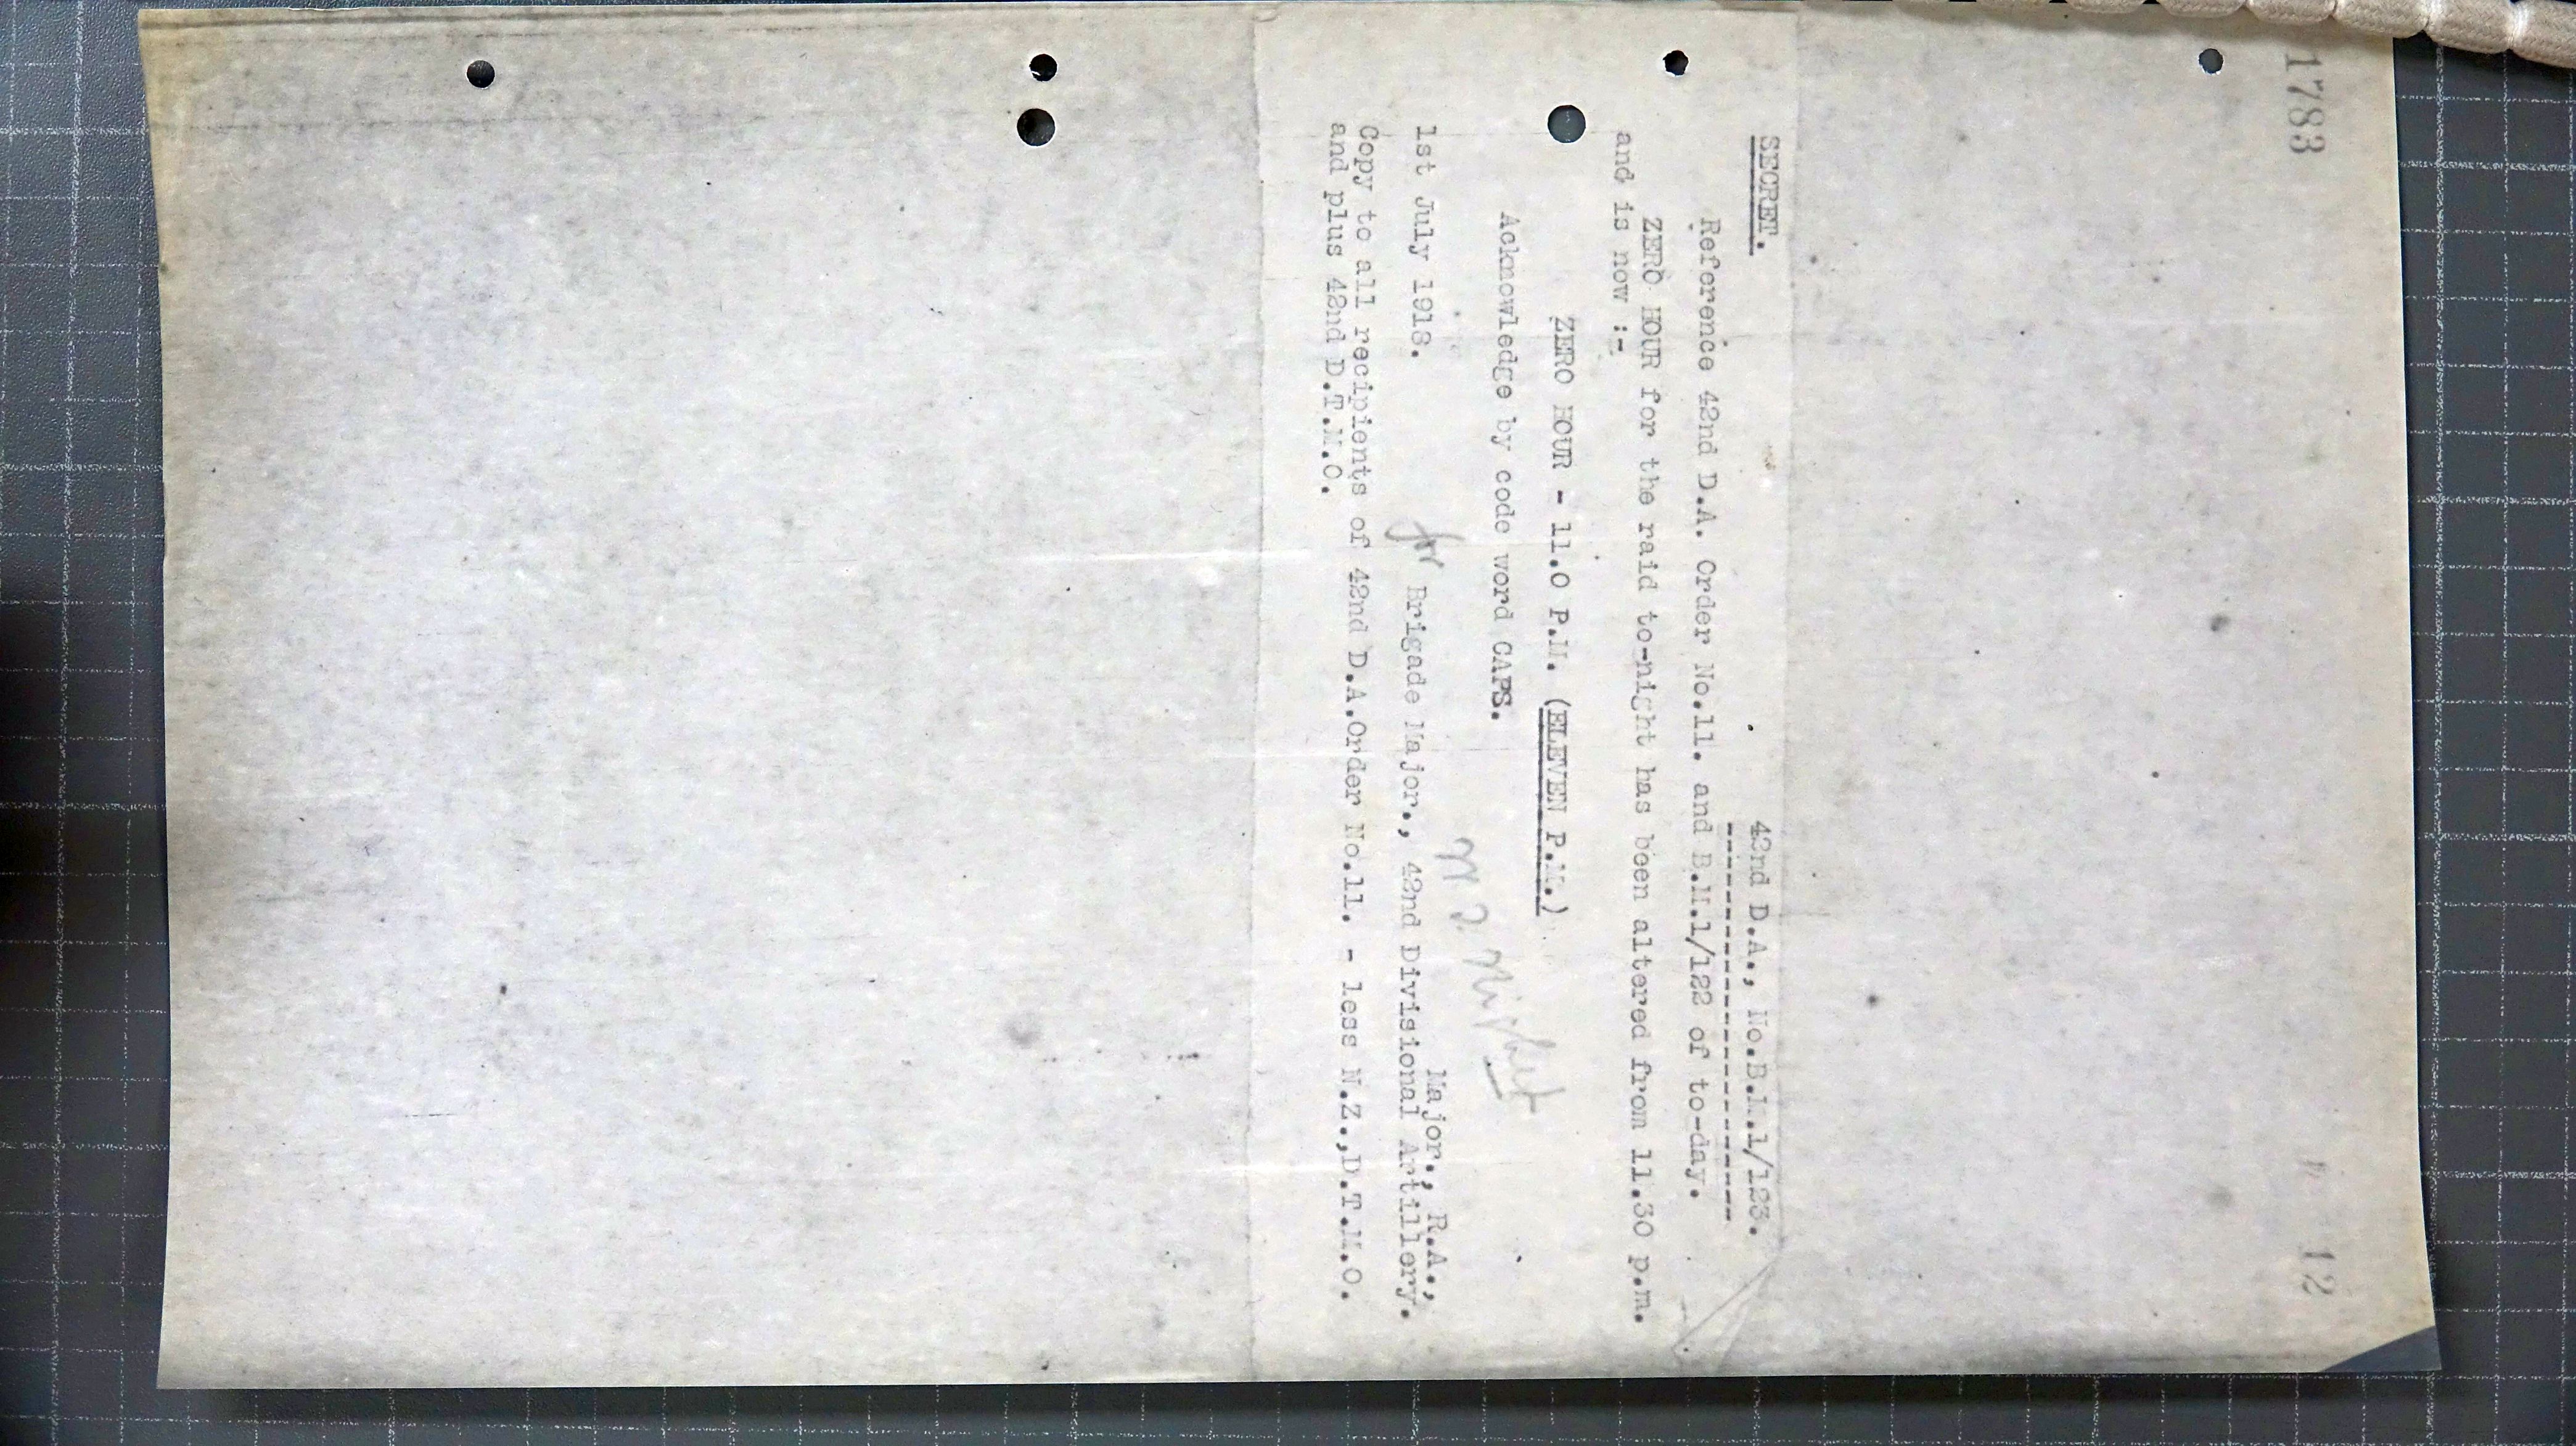 1783
12
SECRET.
42nd D.A., No.B.M.1/123.
Reference 42nd D.A. Order No.11. and B.M.1/122 of to-day.
ZERO HOUR for the raid to-night has been altered from 11.30 p.m.
and is now :-
ZERO HOUR - 11.0 P.M. (ELEVEN P.M.)
Acknowledge by code word CAPS.
Major., R.A.,
1st July 1918. for Brigade Major., 42nd Divisional Artillery.
Copy to all recipients of 42nd D.A.Order No.11. - less N.Z.,D.T.M.O.
and plus 42nd D.T.M.O.